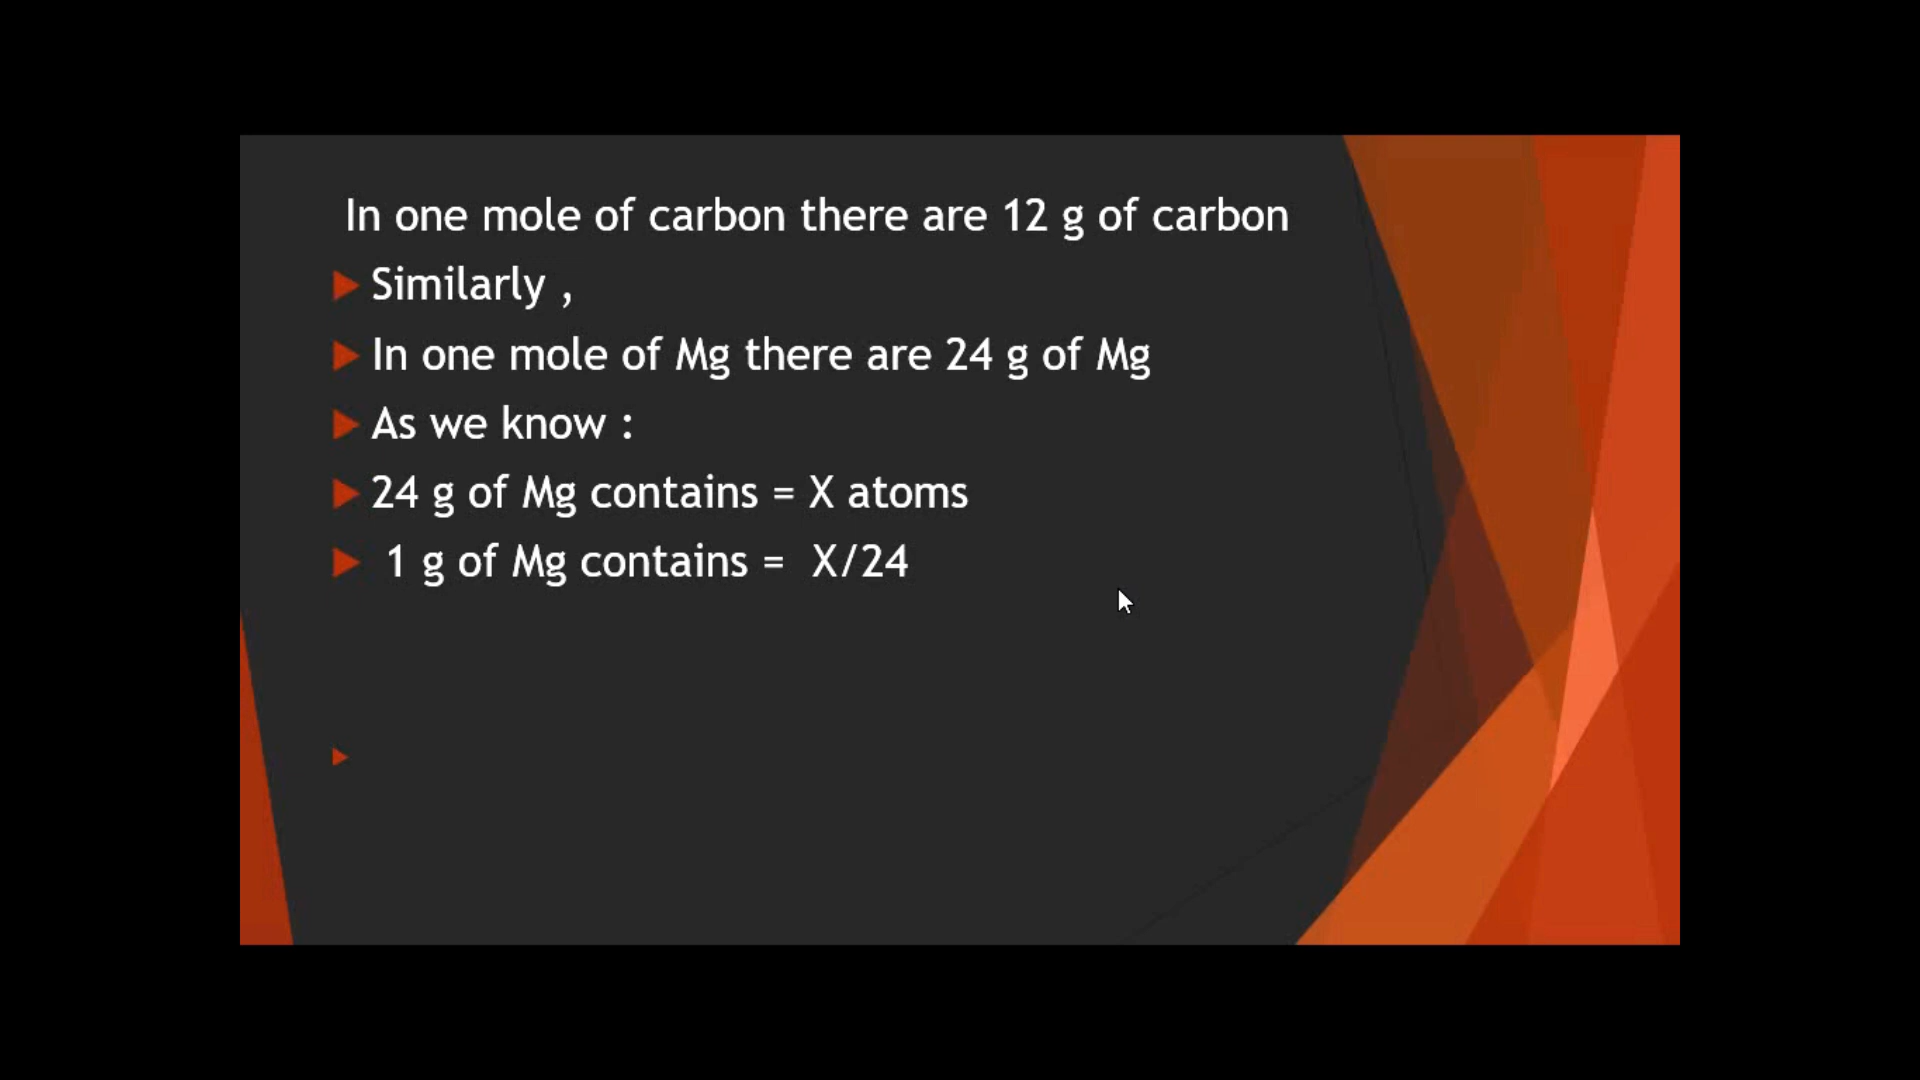 In one mole of carbon there are 12 g of carbon
Similarly ,
In one mole of Mg there are 24 g of Mg
As we know :
24 g of Mg contains = X atoms
1 g of Mg contains = X/24